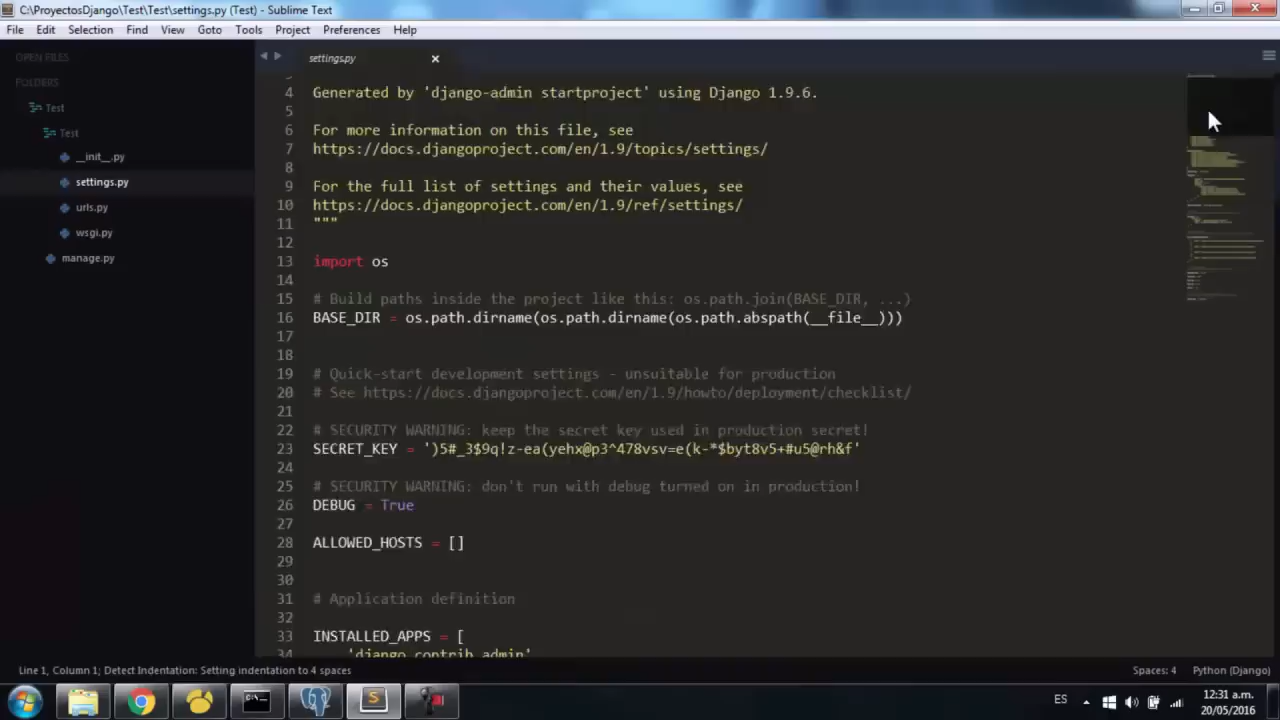 C:\ProyectosDjango\Test\Test\settings.py (Test) - Sublime Text
File Edit Selection Find View Goto Tools Project Preferences Help
OPEN FILES
FOLDERS
Test
Test
__init__.py
settings.py
urls.py
wsgi.py
manage.py
settings.py
4 Generated by 'django-admin startproject' using Django 1.9.6.
5
6 For more information on this file, see
7 https://docs.djangoproject.com/en/1.9/topics/settings/
8
9 For the full list of settings and their values, see
10 https://docs.djangoproject.com/en/1.9/ref/settings/
11 """
12
13 import os
14
15 # Build paths inside the project like this: os.path.join(BASE_DIR, ...)
16 BASE_DIR = os.path.dirname(os.path.dirname(os.path.abspath(__file__)))
17
18
19 # Quick-start development settings - unsuitable for production
20 # See https://docs.djangoproject.com/en/1.9/howto/deployment/checklist/
21
22 # SECURITY WARNING: keep the secret key used in production secret!
23 SECRET_KEY = ')5#_3$9q!z-ea(yehx@p3^478vsv=e(k-*$byt8v5+#u5@rh&f'
24
25 # SECURITY WARNING: don't run with debug turned on in production!
26 DEBUG = True
27
28 ALLOWED_HOSTS = []
29
30
31 # Application definition
32
33 INSTALLED_APPS = [
34 'django.contrib.admin',
Line 1, Column 1; Detect Indentation: Setting indentation to 4 spaces
Spaces: 4 Python (Django)
ES
12:31 a.m.
20/05/2016